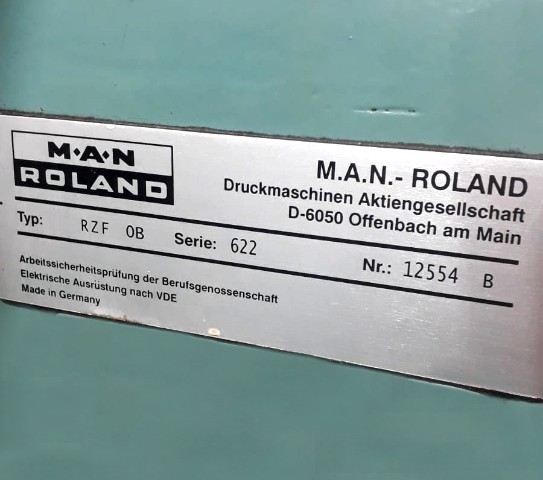 M·A·N
ROLAND
M.A.N.- ROLAND
Druckmaschinen Aktiengesellschaft
D-6050 Offenbach am Main
Typ: RZF OB Serie: 622 Nr.: 12554 B
Arbeitssicherheitsprüfung der Berufsgenossenschaft
Elektrische Ausrüstung nach VDE
Made in Germany